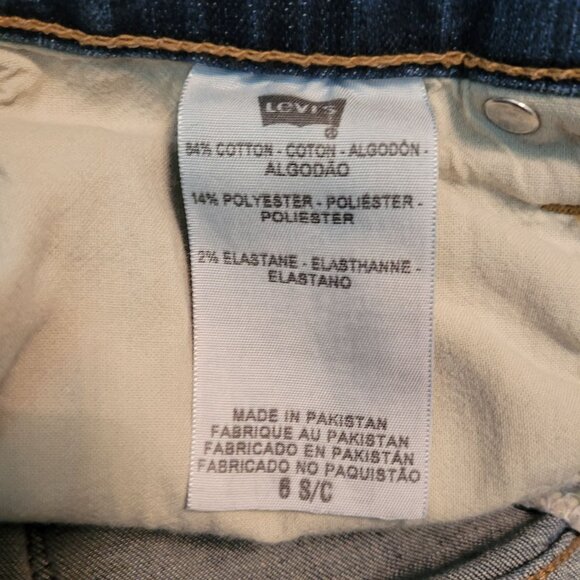 Levi's
®
84% COTTON - COTON - ALGODÓN -
ALGODÃO
14% POLYESTER - POLIÉSTER -
POLIESTER
2% ELASTANE - ELASTHANNE -
ELASTANO
MADE IN PAKISTAN
FABRIQUE AU PAKISTAN
FABRICADO EN PAKISTÁN
FABRICADO NO PAQUISTÃO
6 S/C